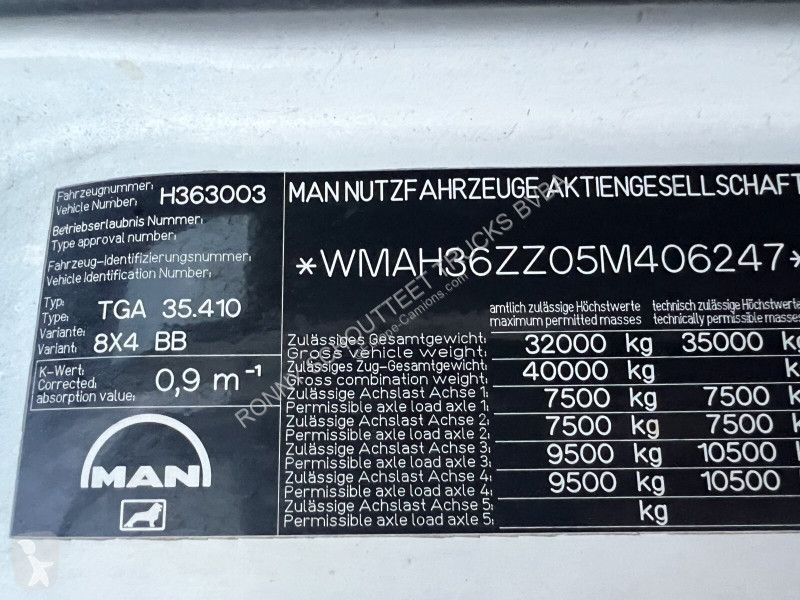 Fahrzeugnummer:
Vehicle Number: H363003
Betriebserlaubnis Nummer:
Type approval number:
Fahrzeug-Identifizierungsnummer:
Vehicle Identification Number:
Typ:
Type: TGA 35.410
Variante:
Variant: 8X4 BB
K-Wert:
Corrected
absorption value: 0,9 m⁻¹
MAN
MAN NUTZFAHRZEUGE AKTIENGESELLSCHAFT
*WMAH36ZZ05M406247*
amtlich zulässige Höchstwerte technisch zulässige Höchstwerte
maximum permitted masses technically permissible masses
Zulässiges Gesamtgewicht: 32000 kg 35000 kg
Gross vehicle weight:
Zulässiges Zug-Gesamtgewicht: 40000 kg
Gross combination weight:
Zulässige Achslast Achse 1: 7500 kg 7500 k
Permissible axle load axle 1:
Zulässige Achslast Achse 2: 7500 kg 7500 k
Permissible axle load axle 2:
Zulässige Achslast Achse 3: 9500 kg 10500 k
Permissible axle load axle 3:
Zulässige Achslast Achse 4: 9500 kg 10500
Permissible axle load axle 4:
Zulässige Achslast Achse 5: kg
Permissible axle load axle 5: